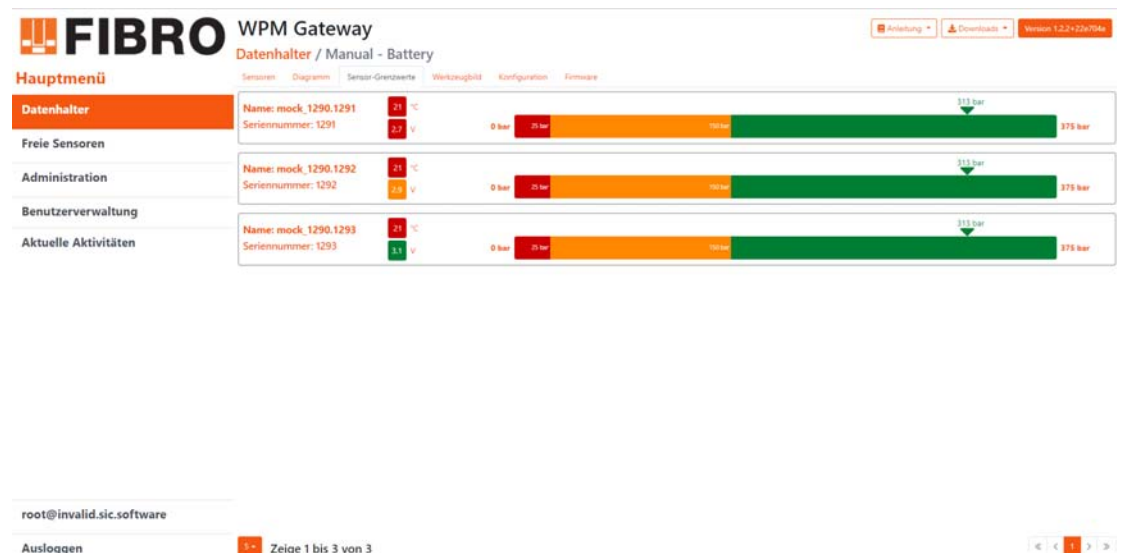 FIBRO
WPM Gateway
Anleitung
Downloads
Version 1.2.2+22e704e
Datenhalter / Manual - Battery
Hauptmenü
Sensoren Diagramm Sensor-Grenzwerte Werkzeugbild Konfiguration Firmware
Datenhalter
Freie Sensoren
Administration
Benutzerverwaltung
Aktuelle Aktivitäten
Name: mock_1290.1291
Seriennummer: 1291
21 °C
2.7 V
313 bar
0 bar 25 bar 150 bar 375 bar
Name: mock_1290.1292
Seriennummer: 1292
21 °C
2.9 V
313 bar
0 bar 25 bar 150 bar 375 bar
Name: mock_1290.1293
Seriennummer: 1293
21 °C
3.1 V
313 bar
0 bar 25 bar 150 bar 375 bar
root@invalid.sic.software
Ausloggen
5 Zeige 1 bis 3 von 3
« ‹ 1 › »